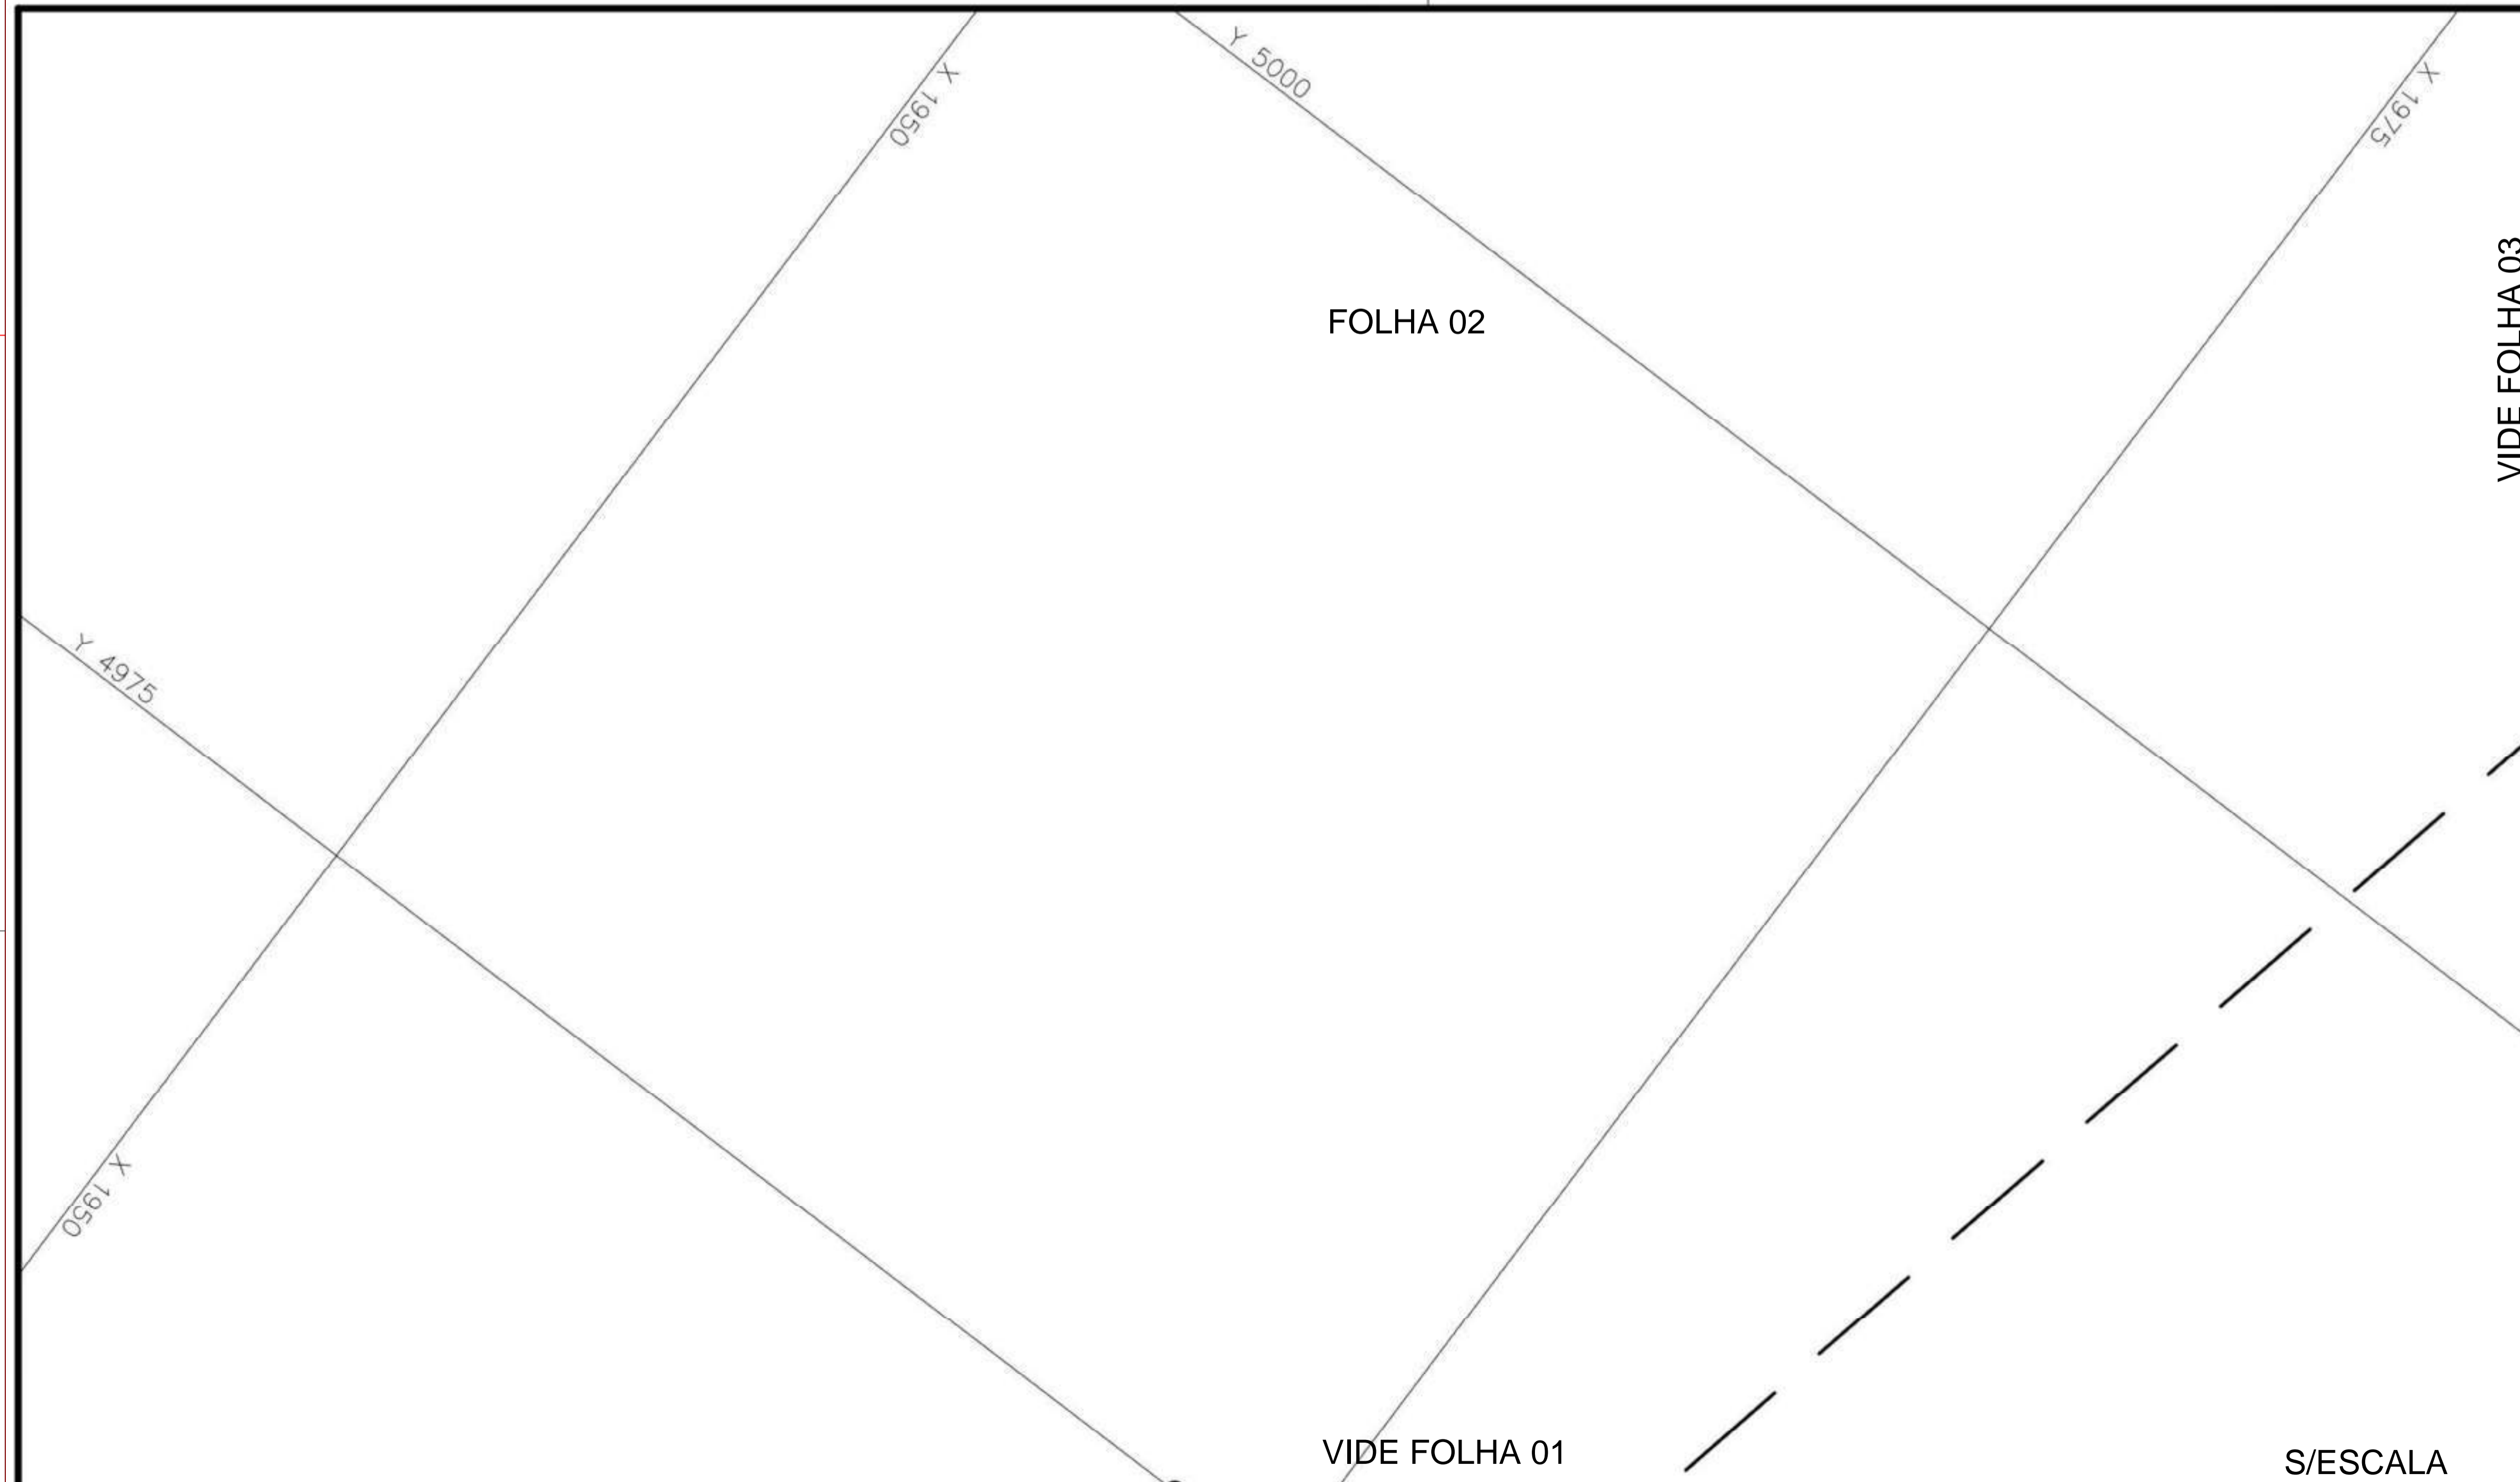 Y 5000
X 1950
X 1975
FOLHA 02
VIDE FOLHA 03
Y 4975
X 1950
VIDE FOLHA 01
S/ESCALA